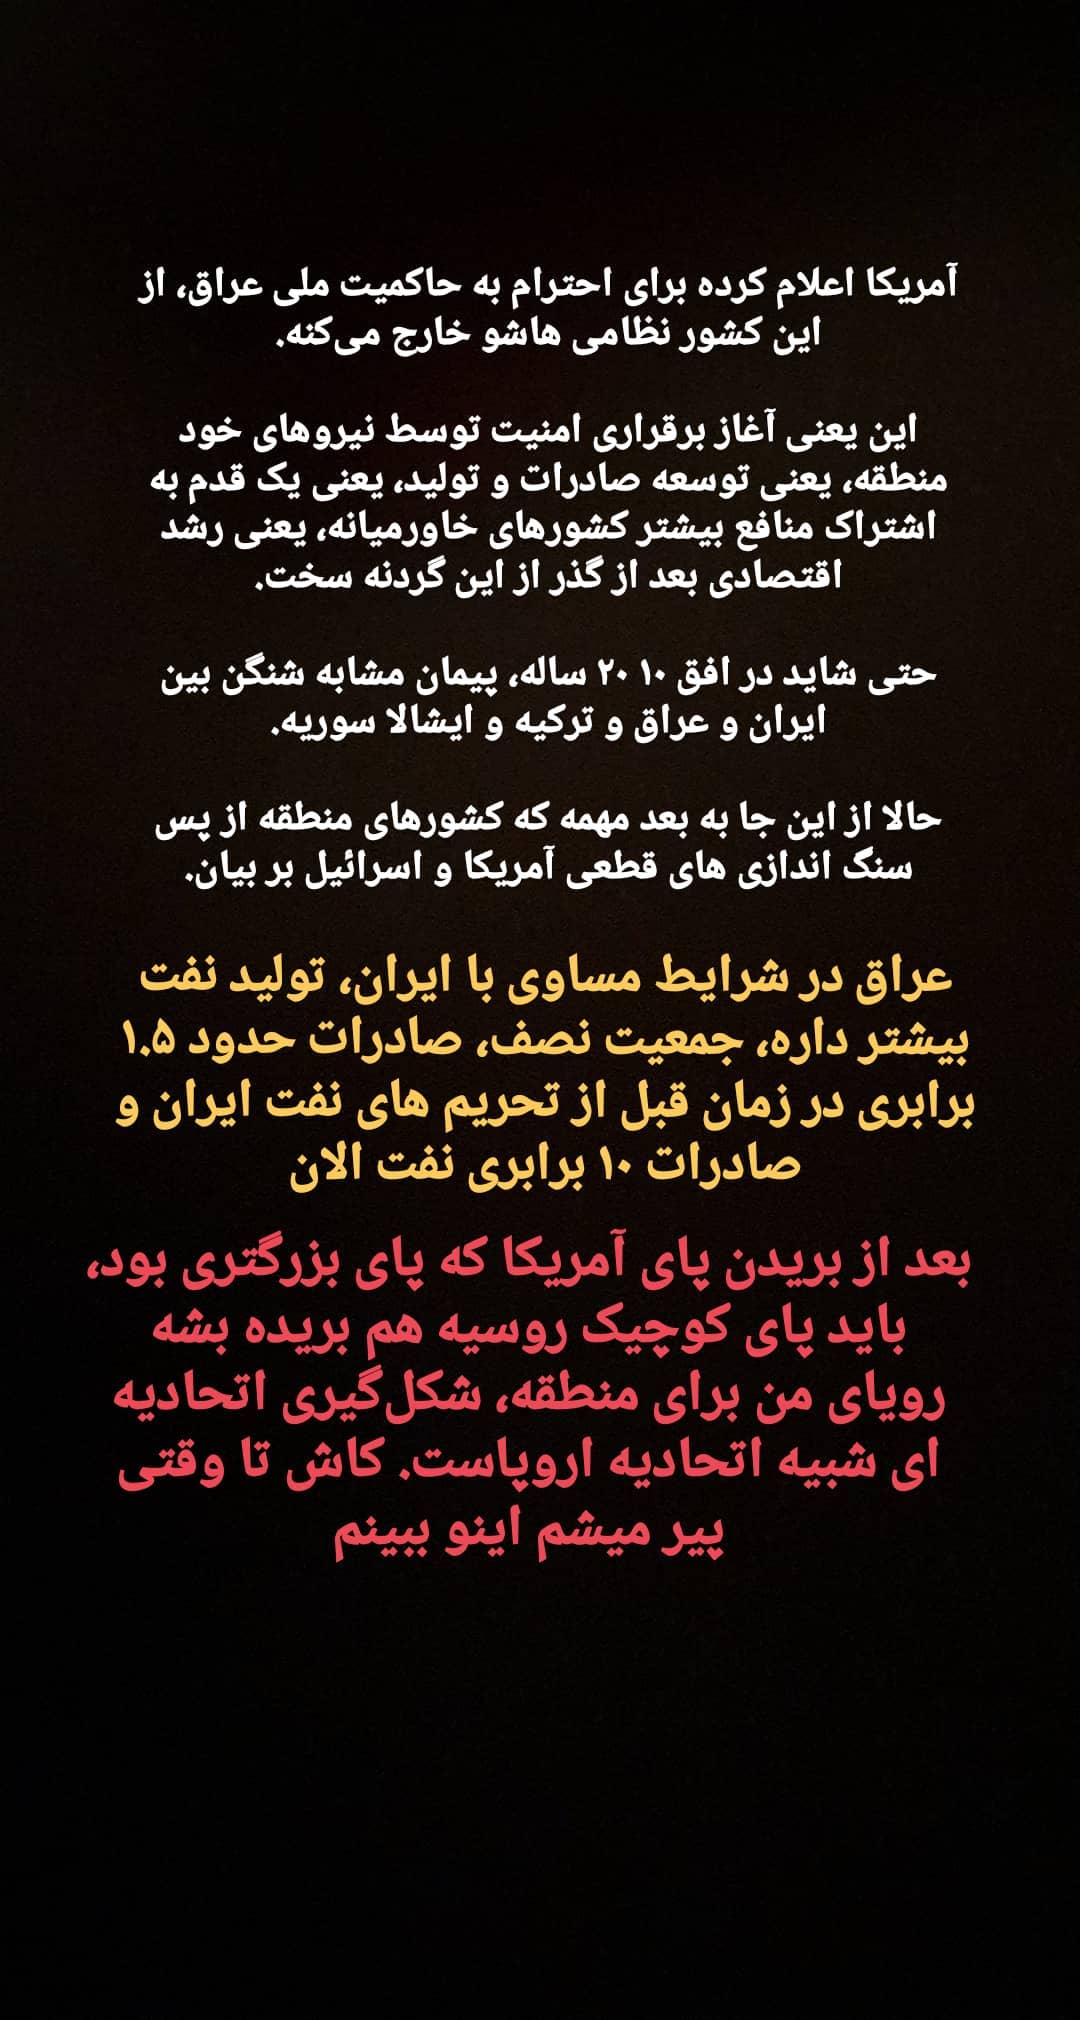 آمریکا اعلام کرده برای احترام به حاکمیت ملی عراق، از
این کشور نظامی هاشو خارج می‌کنه.
این یعنی آغاز برقراری امنیت توسط نیروهای خود
منطقه، یعنی توسعه صادرات و تولید، یعنی یک قدم به
اشتراک منافع بیشتر کشورهای خاورمیانه، یعنی رشد
اقتصادی بعد از گذر از این گردنه سخت.
حتی شاید در افق ۱۰ ۲۰ ساله، پیمان مشابه شنگن بین
ایران و عراق و ترکیه و ایشالا سوریه.
حالا از این جا به بعد مهمه که کشورهای منطقه از پس
سنگ اندازی های قطعی آمریکا و اسرائیل بر بیان.
عراق در شرایط مساوی با ایران، تولید نفت
بیشتر داره، جمعیت نصف، صادرات حدود ۱.۵
برابری در زمان قبل از تحریم های نفت ایران و
صادرات ۱۰ برابری نفت الان
بعد از بریدن پای آمریکا که پای بزرگتری بود،
باید پای کوچیک روسیه هم بریده بشه
رویای من برای منطقه، شکل‌گیری اتحادیه
ای شبیه اتحادیه اروپاست. کاش تا وقتی
پیر میشم اینو ببینم